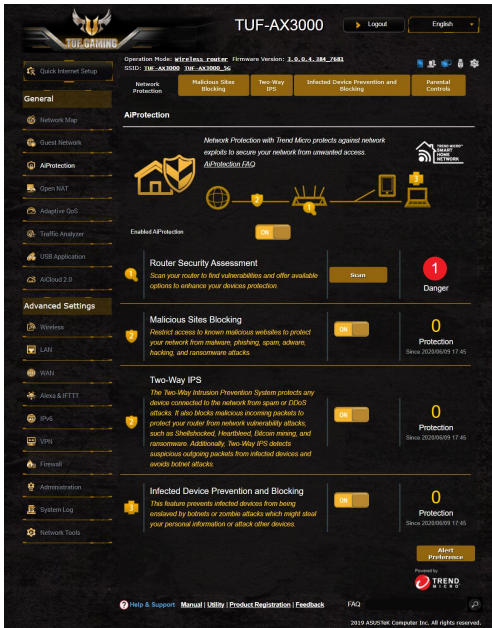 TUF GAMING
TUF-AX3000
Logout
English
Quick Internet Setup
General
Network Map
Guest Network
AiProtection
Open NAT
Adaptive QoS
Traffic Analyzer
USB Application
AiCloud 2.0
Advanced Settings
Wireless
LAN
WAN
Alexa & IFTTT
IPv6
VPN
Firewall
Administration
System Log
Network Tools
Operation Mode: Wireless router Firmware Version: 3.0.0.4.384_7681
SSID: TUF-AX3000 TUF-AX3000_5G
Network
Protection
Malicious Sites
Blocking
Two-Way
IPS
Infected Device Prevention and
Blocking
Parental
Controls
AiProtection
Network Protection with Trend Micro protects against network
exploits to secure your network from unwanted access.
AiProtection FAQ
TREND MICRO
SMART
HOME
NETWORK
2
1
3
Enabled AiProtection
ON
1
Router Security Assessment
Scan your router to find vulnerabilities and offer available
options to enhance your devices protection.
Scan
1
Danger
2
Malicious Sites Blocking
Restrict access to known malicious websites to protect
your network from malware, phishing, spam, adware,
hacking, and ransomware attacks.
ON
0
Protection
Since 2020/06/09 17:45
2
Two-Way IPS
The Two-Way Intrusion Prevention System protects any
device connected to the network from spam or DDoS
attacks. It also blocks malicious incoming packets to
protect your router from network vulnerability attacks,
such as Shellshocked, Heartbleed, Bitcoin mining, and
ransomware. Additionally, Two-Way IPS detects
suspicious outgoing packets from infected devices and
avoids botnet attacks.
ON
0
Protection
Since 2020/06/09 17:45
3
Infected Device Prevention and Blocking
This feature prevents infected devices from being
enslaved by botnets or zombie attacks which might steal
your personal information or attack other devices.
ON
0
Protection
Since 2020/06/09 17:45
Alert
Preference
Powered by
TREND
MICRO
? Help & Support Manual | Utility | Product Registration | Feedback FAQ
2019 ASUSTeK Computer Inc. All rights reserved.